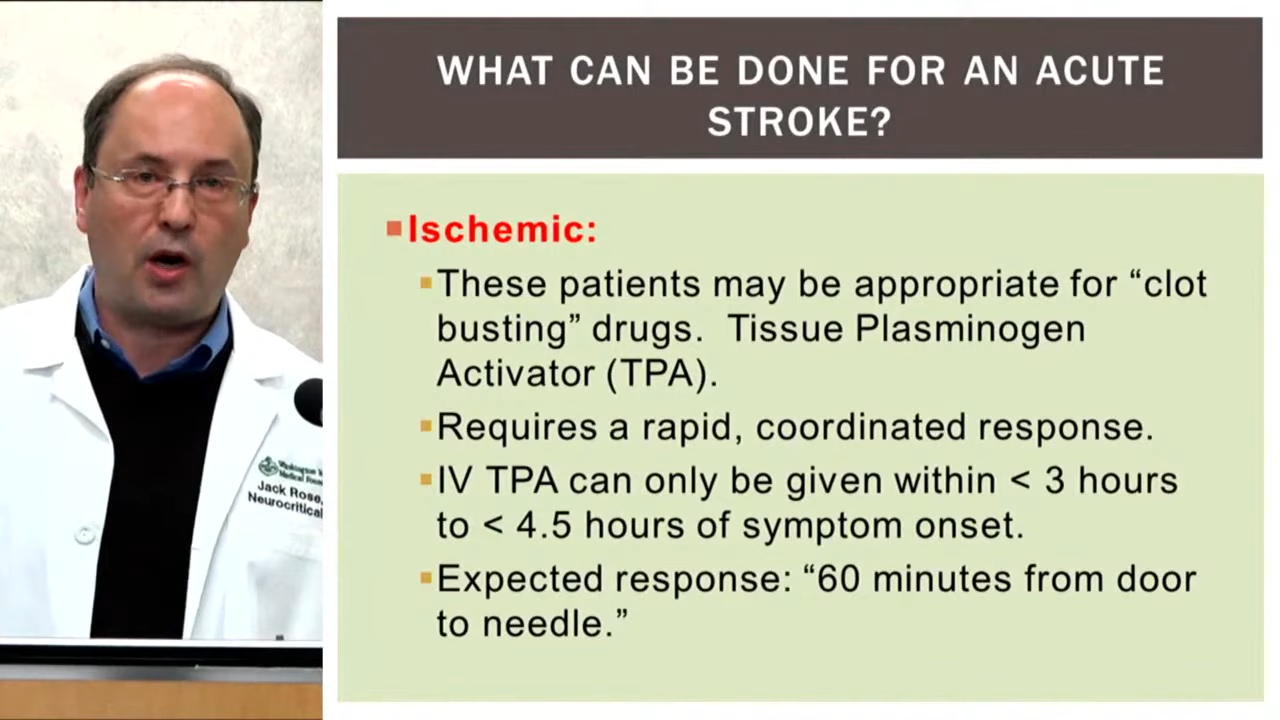 WHAT CAN BE DONE FOR AN ACUTE
STROKE?
Ischemic:
These patients may be appropriate for “clot
busting” drugs. Tissue Plasminogen
Activator (TPA).
Requires a rapid, coordinated response.
IV TPA can only be given within < 3 hours
to < 4.5 hours of symptom onset.
Expected response: “60 minutes from door
to needle.”
Washington
Medical
Jack Rose,
Neurocritical